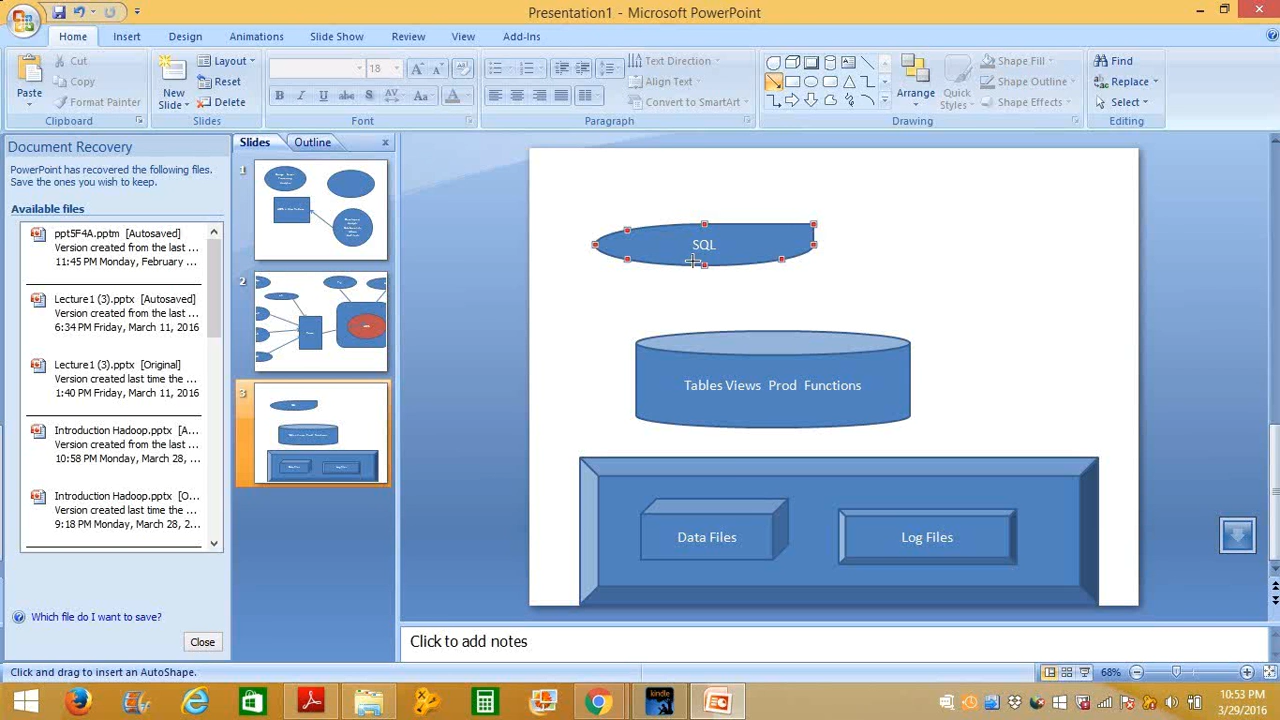 Presentation1 - Microsoft PowerPoint
Home Insert Design Animations Slide Show Review View Add-Ins
Paste
Cut
Copy
Format Painter
Clipboard
New
Slide
Layout
Reset
Delete
Slides
18
Font
Text Direction
Align Text
Convert to SmartArt
Paragraph
Arrange
Quick
Styles
Shape Fill
Shape Outline
Shape Effects
Drawing
Find
Replace
Select
Editing
Document Recovery
PowerPoint has recovered the following files.
Save the ones you wish to keep.
Available files
ppt5F4A.pptm [Autosaved]
Version created from the last ...
11:45 PM Monday, February ...
Lecture1 (3).pptx [Autosaved]
Version created from the last ...
6:34 PM Friday, March 11, 2016
Lecture1 (3).pptx [Original]
Version created last time the ...
1:40 PM Friday, March 11, 2016
Introduction Hadoop.pptx [A...
Version created from the last ...
10:58 PM Monday, March 28, ...
Introduction Hadoop.pptx [O...
Version created last time the ...
9:18 PM Monday, March 28, 2...
Which file do I want to save?
Close
Slides Outline
1
2
3
SQL
Tables Views Prod Functions
Data Files
Log Files
Click to add notes
Click and drag to insert an AutoShape.
68%
kindle
10:53 PM
3/29/2016